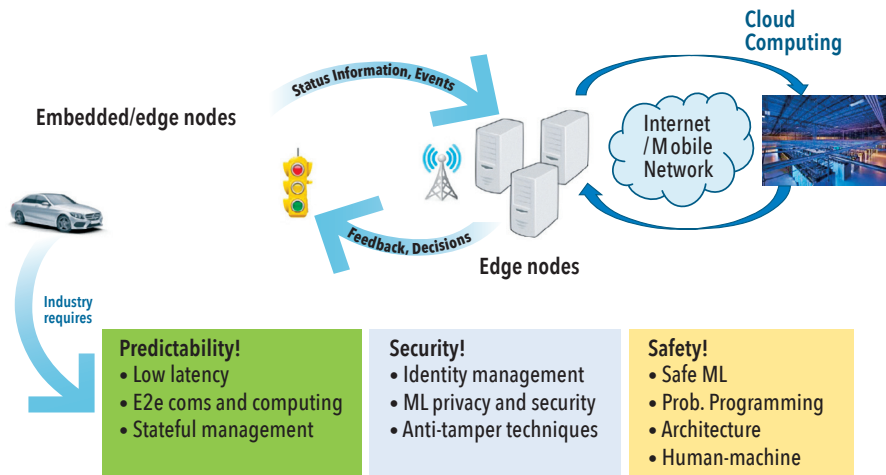 Cloud
Computing
Status Information, Events
Embedded/edge nodes
Internet
/Mobile
Network
Feedback, Decisions
Edge nodes
Industry
requires
Predictability!
• Low latency
• E2e coms and computing
• Stateful management
Security!
• Identity management
• ML privacy and security
• Anti-tamper techniques
Safety!
• Safe ML
• Prob. Programming
• Architecture
• Human-machine